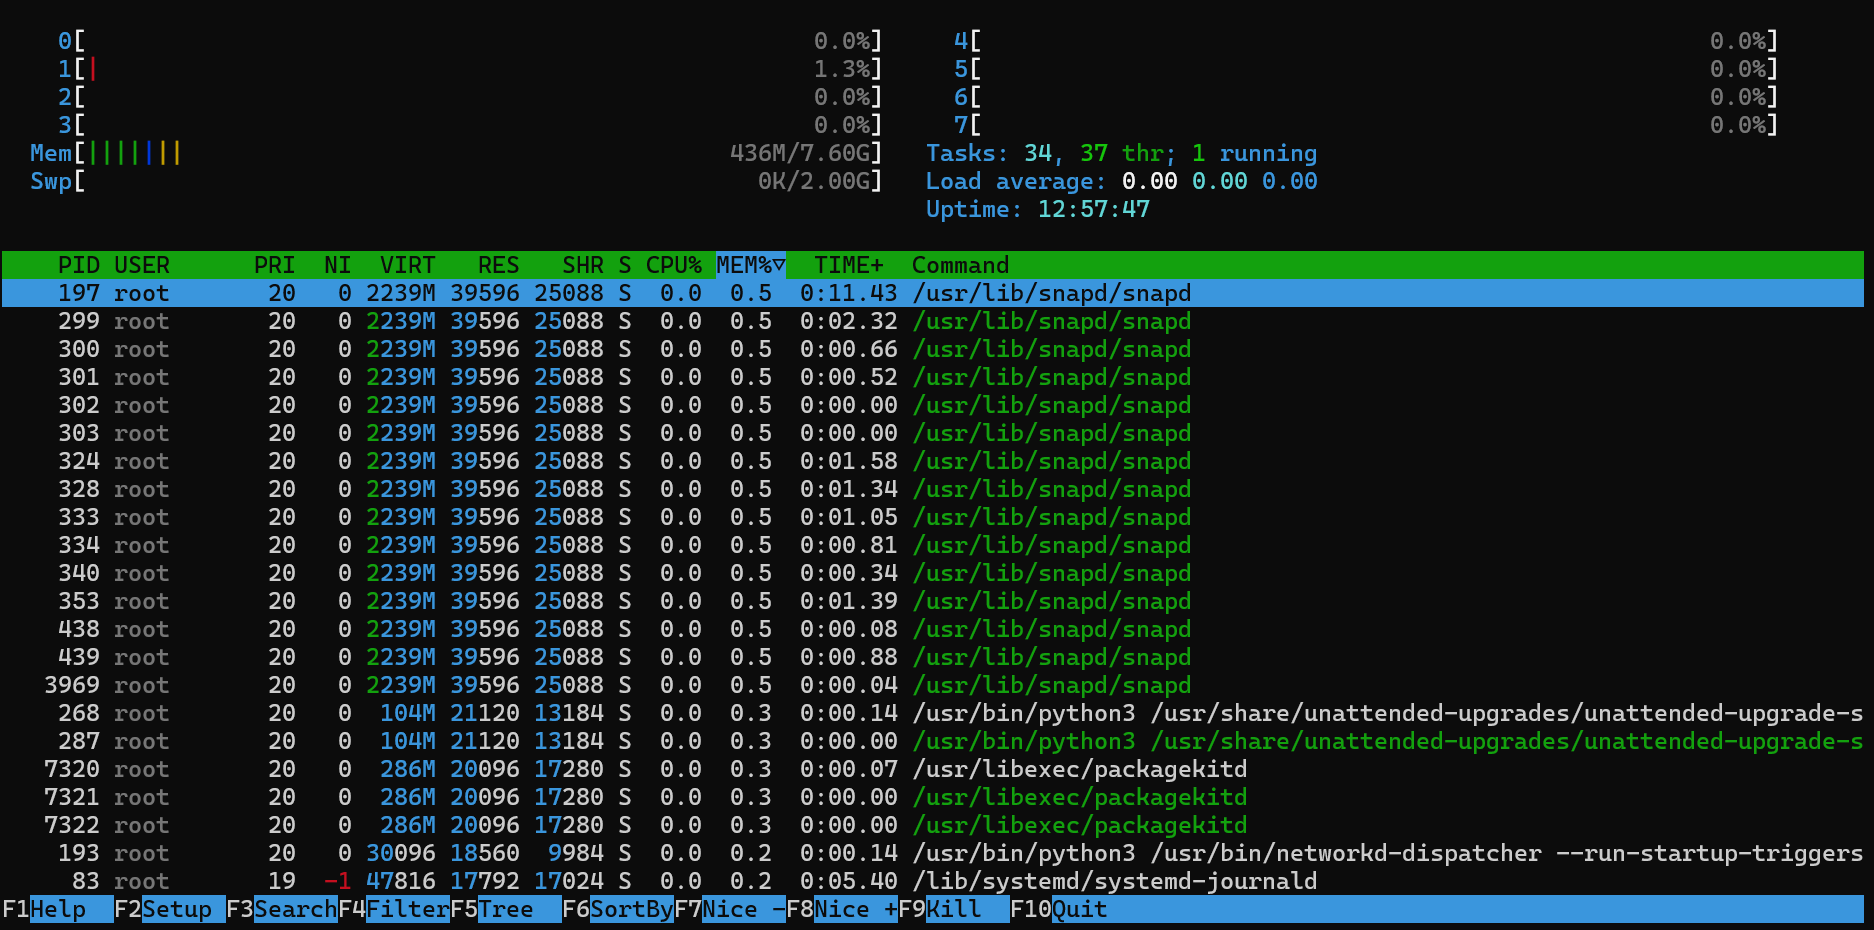 0[ 0.0%] 4[ 0.0%]
1[| 1.3%] 5[ 0.0%]
2[ 0.0%] 6[ 0.0%]
3[ 0.0%] 7[ 0.0%]
Mem[||||||| 436M/7.60G] Tasks: 34, 37 thr; 1 running
Swp[ 0K/2.00G] Load average: 0.00 0.00 0.00
Uptime: 12:57:47
PID USER PRI NI VIRT RES SHR S CPU% MEM%▽ TIME+ Command
197 root 20 0 2239M 39596 25088 S 0.0 0.5 0:11.43 /usr/lib/snapd/snapd
299 root 20 0 2239M 39596 25088 S 0.0 0.5 0:02.32 /usr/lib/snapd/snapd
300 root 20 0 2239M 39596 25088 S 0.0 0.5 0:00.66 /usr/lib/snapd/snapd
301 root 20 0 2239M 39596 25088 S 0.0 0.5 0:00.52 /usr/lib/snapd/snapd
302 root 20 0 2239M 39596 25088 S 0.0 0.5 0:00.00 /usr/lib/snapd/snapd
303 root 20 0 2239M 39596 25088 S 0.0 0.5 0:00.00 /usr/lib/snapd/snapd
324 root 20 0 2239M 39596 25088 S 0.0 0.5 0:01.58 /usr/lib/snapd/snapd
328 root 20 0 2239M 39596 25088 S 0.0 0.5 0:01.34 /usr/lib/snapd/snapd
333 root 20 0 2239M 39596 25088 S 0.0 0.5 0:01.05 /usr/lib/snapd/snapd
334 root 20 0 2239M 39596 25088 S 0.0 0.5 0:00.81 /usr/lib/snapd/snapd
340 root 20 0 2239M 39596 25088 S 0.0 0.5 0:00.34 /usr/lib/snapd/snapd
353 root 20 0 2239M 39596 25088 S 0.0 0.5 0:01.39 /usr/lib/snapd/snapd
438 root 20 0 2239M 39596 25088 S 0.0 0.5 0:00.08 /usr/lib/snapd/snapd
439 root 20 0 2239M 39596 25088 S 0.0 0.5 0:00.88 /usr/lib/snapd/snapd
3969 root 20 0 2239M 39596 25088 S 0.0 0.5 0:00.04 /usr/lib/snapd/snapd
268 root 20 0 104M 21120 13184 S 0.0 0.3 0:00.14 /usr/bin/python3 /usr/share/unattended-upgrades/unattended-upgrade-s
287 root 20 0 104M 21120 13184 S 0.0 0.3 0:00.00 /usr/bin/python3 /usr/share/unattended-upgrades/unattended-upgrade-s
7320 root 20 0 286M 20096 17280 S 0.0 0.3 0:00.07 /usr/libexec/packagekitd
7321 root 20 0 286M 20096 17280 S 0.0 0.3 0:00.00 /usr/libexec/packagekitd
7322 root 20 0 286M 20096 17280 S 0.0 0.3 0:00.00 /usr/libexec/packagekitd
193 root 20 0 30096 18560 9984 S 0.0 0.2 0:00.14 /usr/bin/python3 /usr/bin/networkd-dispatcher --run-startup-triggers
83 root 19 -1 47816 17792 17024 S 0.0 0.2 0:05.40 /lib/systemd/systemd-journald
F1Help F2Setup F3SearchF4FilterF5Tree F6SortByF7Nice -F8Nice +F9Kill F10Quit